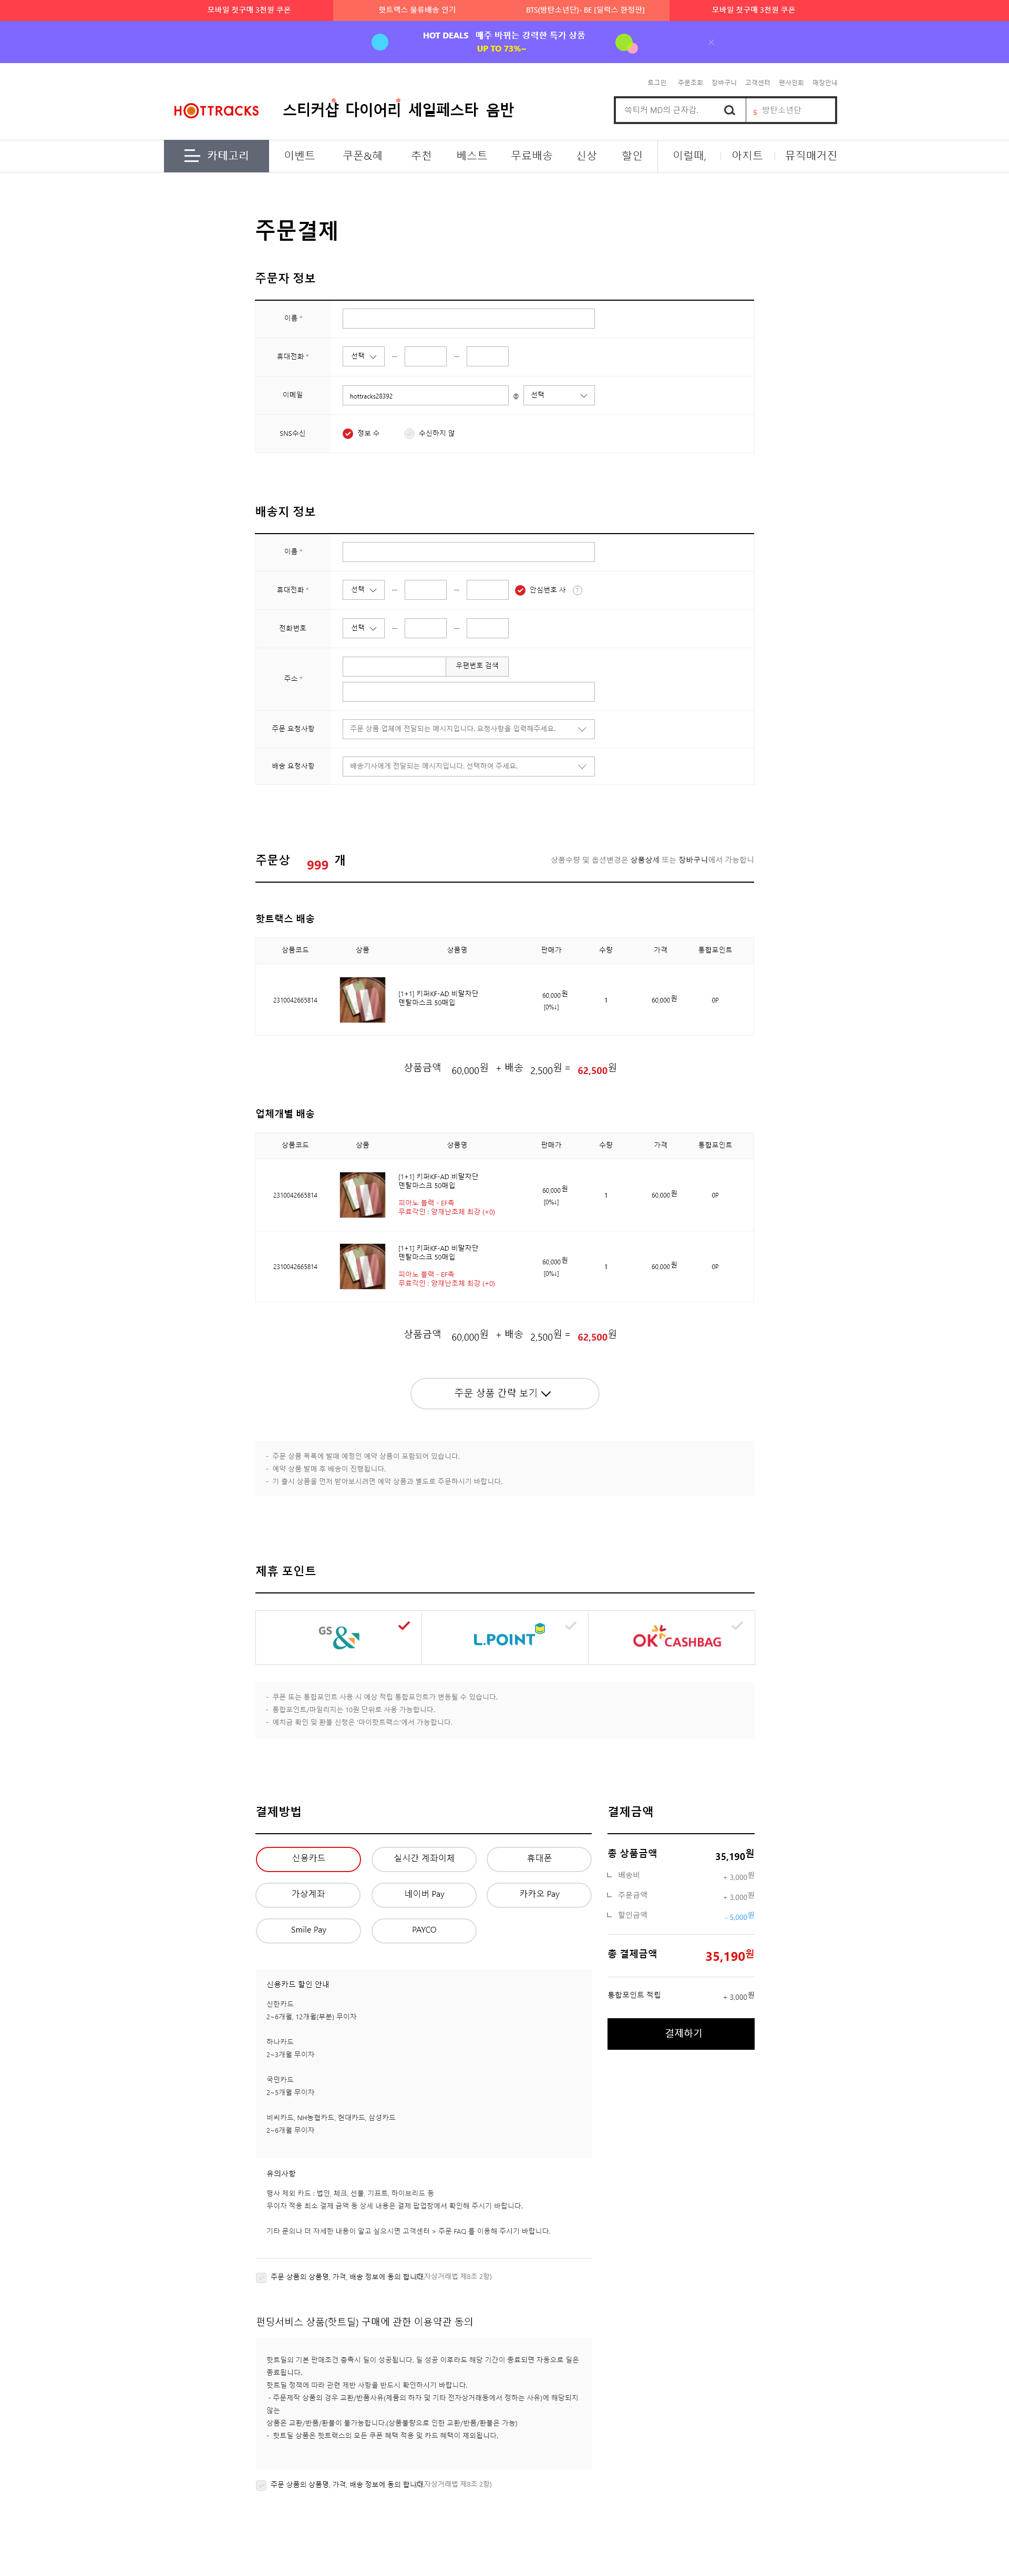 모바일 첫구매 3천원 쿠폰
핫트랙스 물류배송 인기
BTS(방탄소년단)- BE [딜럭스 한정판]
모바일 첫구매 3천원 쿠폰
HOT DEALS 매주 바뀌는 강력한 특가 상품
UP TO 73%~
로그인 주문조회 장바구니 고객센터 팬사인회 매장안내
HOTTRACKS
스티커샵 다이어리 세일페스타 음반
쓱티커 MD의 근자감.
5 방탄소년단
카테고리 이벤트 쿠폰&혜 추천 베스트 무료배송 신상 할인 이럴때, 아지트 뮤직매거진
주문결제
주문자 정보
이름 *
휴대전화 * 선택
이메일 hottracks28392 @ 선택
SNS수신 정보 수 수신하지 않
배송지 정보
이름 *
휴대전화 * 선택 안심번호 사 ?
전화번호 선택
주소 * 우편번호 검색
주문 요청사항 주문 상품 업체에 전달되는 메시지입니다. 요청사항을 입력해주세요.
배송 요청사항 배송기사에게 전달되는 메시지입니다. 선택하여 주세요.
주문상 999 개
상품수량 및 옵션변경은 상품상세 또는 장바구니에서 가능합니
핫트랙스 배송
상품코드 상품 상품명 판매가 수량 가격 통합포인트
[1+1] 키퍼KF-AD 비말차단
덴탈마스크 50매입
2310042665814 60,000원 1 60,000원 0P
[0%↓]
상품금액 60,000원 + 배송 2,500원 = 62,500원
업체개별 배송
상품코드 상품 상품명 판매가 수량 가격 통합포인트
[1+1] 키퍼KF-AD 비말차단
덴탈마스크 50매입
2310042665814 60,000원 1 60,000원 0P
[0%↓]
피아노 블랙 - EF촉
무료각인 : 양재난조체 최강 (+0)
[1+1] 키퍼KF-AD 비말차단
덴탈마스크 50매입
2310042665814 60,000원 1 60,000원 0P
[0%↓]
피아노 블랙 - EF촉
무료각인 : 양재난조체 최강 (+0)
상품금액 60,000원 + 배송 2,500원 = 62,500원
주문 상품 간략 보기
- 주문 상품 목록에 발매 예정인 예약 상품이 포함되어 있습니다.
- 예약 상품 발매 후 배송이 진행됩니다.
- 기 출시 상품을 먼저 받아보시려면 예약 상품과 별도로 주문하시기 바랍니다.
제휴 포인트
GS&
L.POINT
OK CASHBAG
- 쿠폰 또는 통합포인트 사용 시 예상 적립 통합포인트가 변동될 수 있습니다.
- 통합포인트/마일리지는 10원 단위로 사용 가능합니다.
- 예치금 확인 및 환불 신청은 '마이핫트랙스'에서 가능합니다.
결제방법
신용카드 실시간 계좌이체 휴대폰
가상계좌 네이버 Pay 카카오 Pay
Smile Pay PAYCO
결제금액
총 상품금액 35,190원
배송비 + 3,000원
주문금액 + 3,000원
할인금액 - 5,000원
총 결제금액 35,190원
통합포인트 적립 + 3,000원
결제하기
신용카드 할인 안내
신한카드
2~6개월, 12개월(부분) 무이자
하나카드
2~3개월 무이자
국민카드
2~5개월 무이자
비씨카드, NH농협카드, 현대카드, 삼성카드
2~6개월 무이자
유의사항
행사 제외 카드 : 법인, 체크, 선불, 기프트, 하이브리드 등
무이자 적용 최소 결제 금액 등 상세 내용은 결제 팝업창에서 확인해 주시기 바랍니다.
기타 문의나 더 자세한 내용이 알고 싶으시면 고객센터 > 주문 FAQ 를 이용해 주시기 바랍니다.
주문 상품의 상품명, 가격, 배송 정보에 동의 합니다. 자상거래법 제8조 2항)
펀딩서비스 상품(핫트딜) 구매에 관한 이용약관 동의
핫트딜의 기본 판매조건 충족시 딜이 성공됩니다. 딜 성공 이후라도 해당 기간이 종료되면 자동으로 딜은
종료됩니다.
핫트딜 정책에 따라 관련 제반 사항을 반드시 확인하시기 바랍니다.
- 주문제작 상품의 경우 교환/반품사유(제품의 하자 및 기타 전자상거래등에서 정하는 사유)에 해당되지
않는
상품은 교환/반품/환불이 불가능합니다.(상품불량으로 인한 교환/반품/환불은 가능)
- 핫트딜 상품은 핫트랙스의 모든 쿠폰 혜택 적용 및 카드 혜택이 제외됩니다.
주문 상품의 상품명, 가격, 배송 정보에 동의 합니다. 자상거래법 제8조 2항)